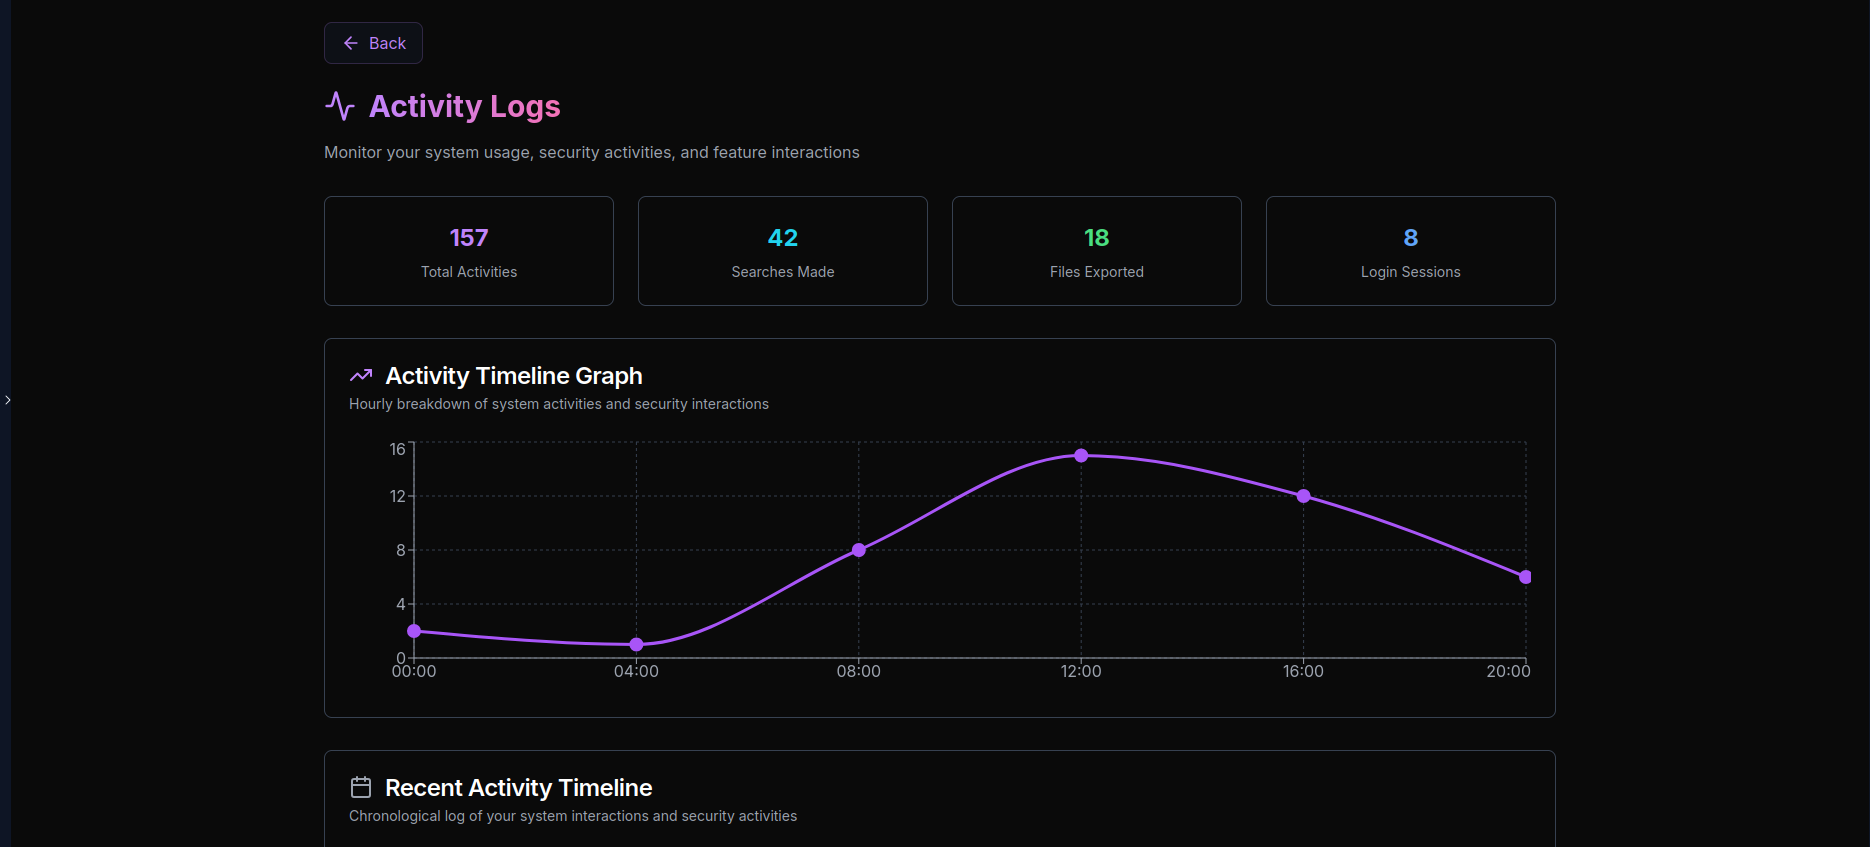 Back
Activity Logs
Monitor your system usage, security activities, and feature interactions
157
Total Activities
42
Searches Made
18
Files Exported
8
Login Sessions
Activity Timeline Graph
Hourly breakdown of system activities and security interactions
16
12
8
4
0
00:00 04:00 08:00 12:00 16:00 20:00
Recent Activity Timeline
Chronological log of your system interactions and security activities